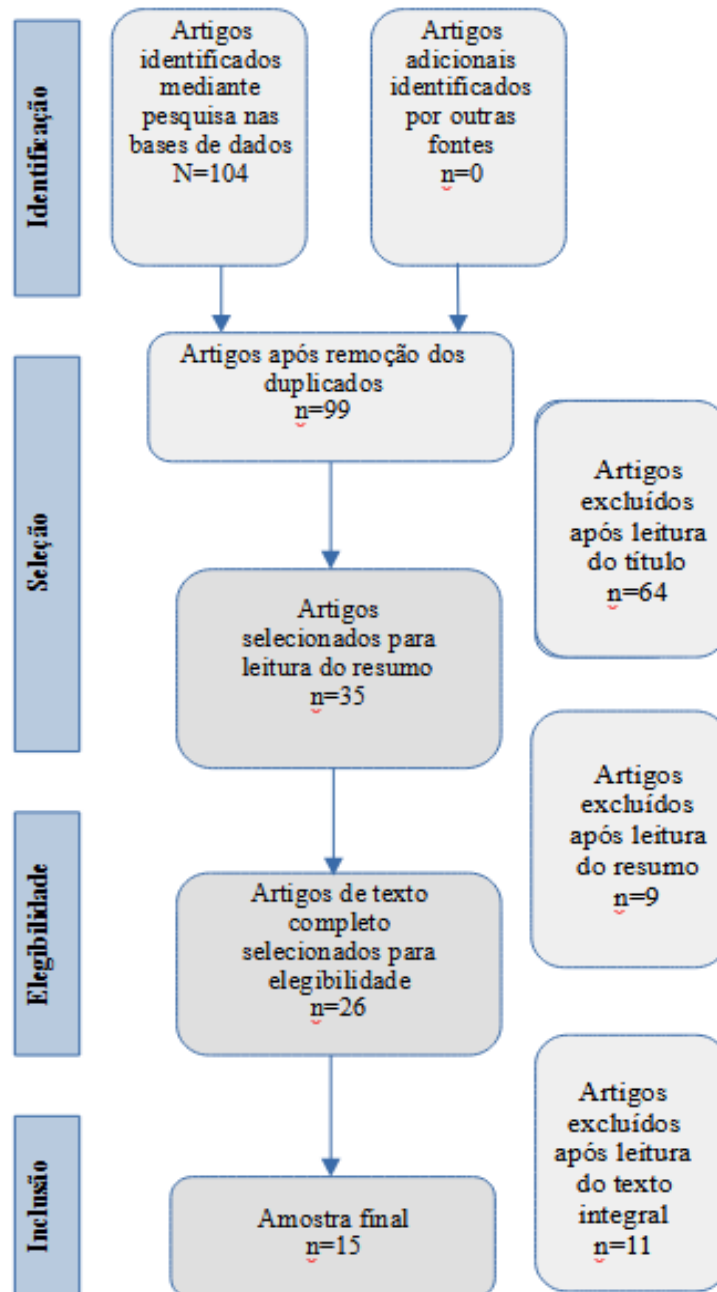 Identificação
Artigos
identificados
mediante
pesquisa nas
bases de dados
N=104
Artigos
adicionais
identificados
por outras
fontes
n=0
Seleção
Artigos após remoção dos
duplicados
n=99
Artigos
excluídos
após leitura
do título
n=64
Artigos
selecionados para
leitura do resumo
n=35
Artigos
excluídos
após leitura
do resumo
n=9
Elegibilidade
Artigos de texto
completo
selecionados para
elegibilidade
n=26
Artigos
excluídos
após leitura
do texto
integral
n=11
Inclusão
Amostra final
n=15